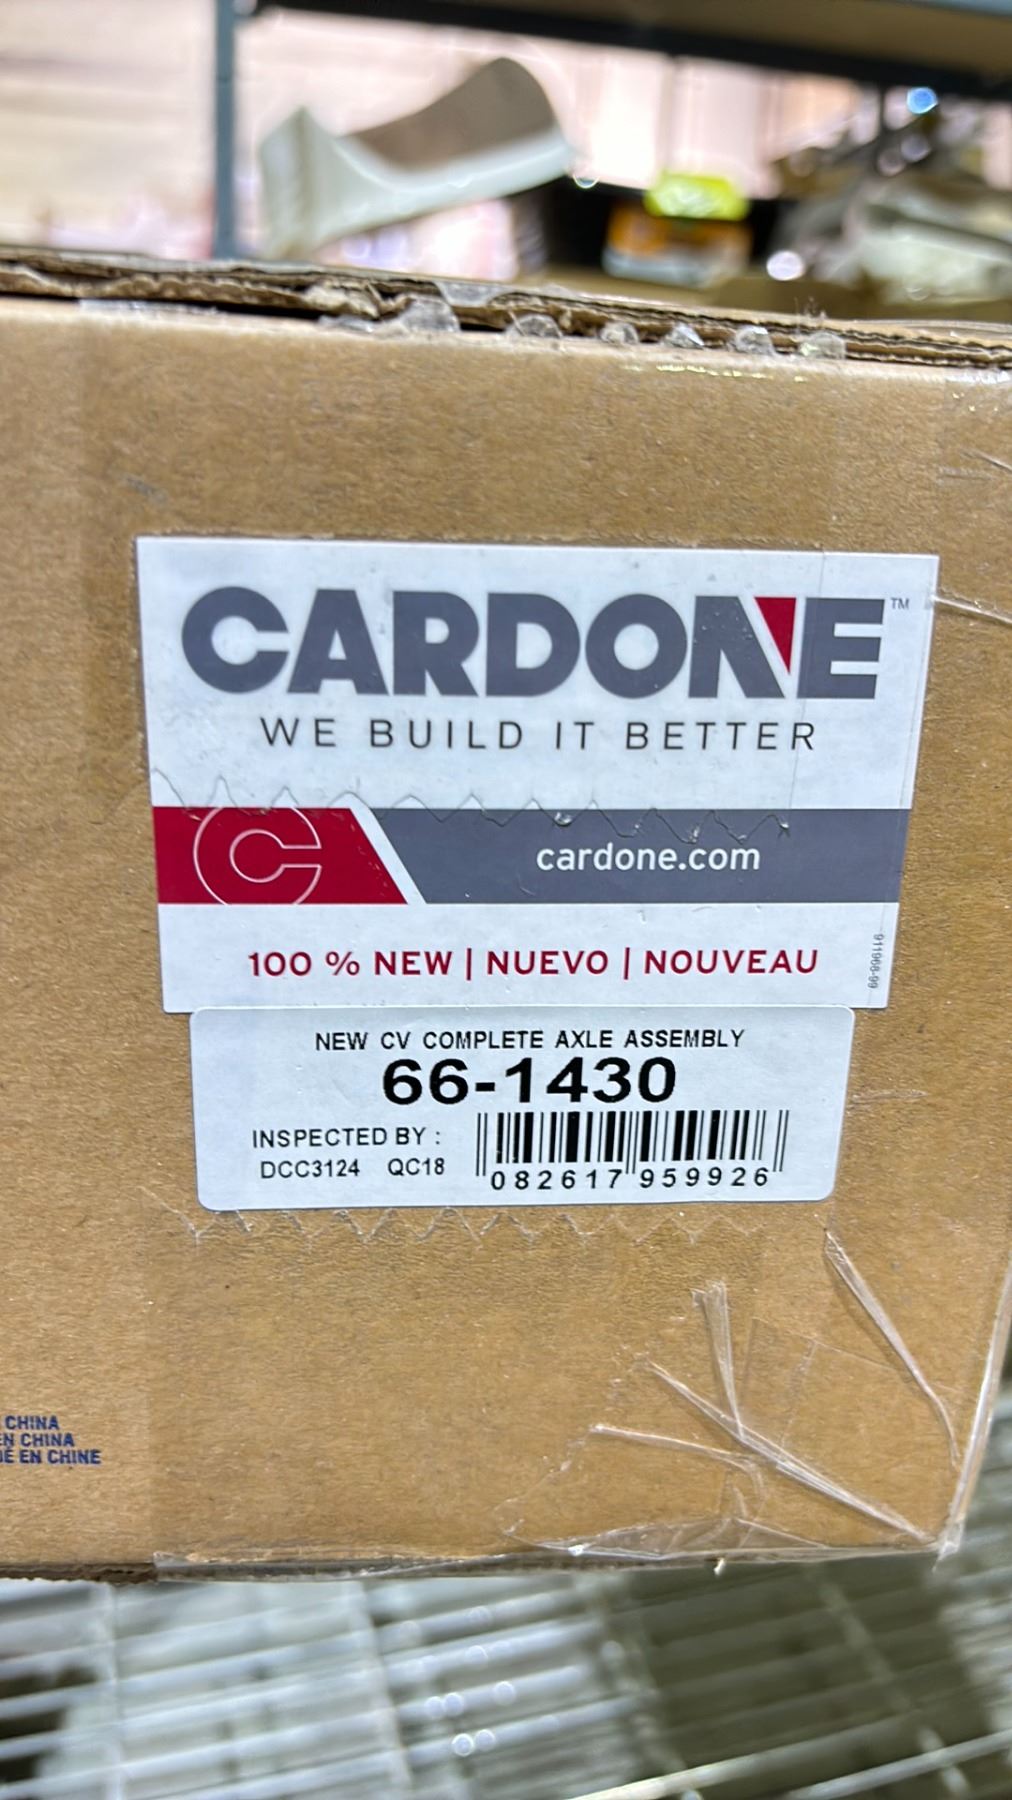 CARDONE™
WE BUILD IT BETTER
C
cardone.com
100 % NEW | NUEVO | NOUVEAU
911968-99
NEW CV COMPLETE AXLE ASSEMBLY
66-1430
INSPECTED BY :
DCC3124 QC18
082617 959926
CHINA
EN CHINA
É EN CHINE